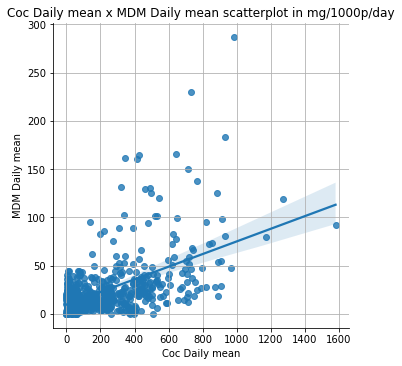 Coc Daily mean x MDM Daily mean scatterplot in mg/1000p/day
300
250
200
150
100
50
0
MDM Daily mean
0 200 400 600 800 1000 1200 1400 1600
Coc Daily mean